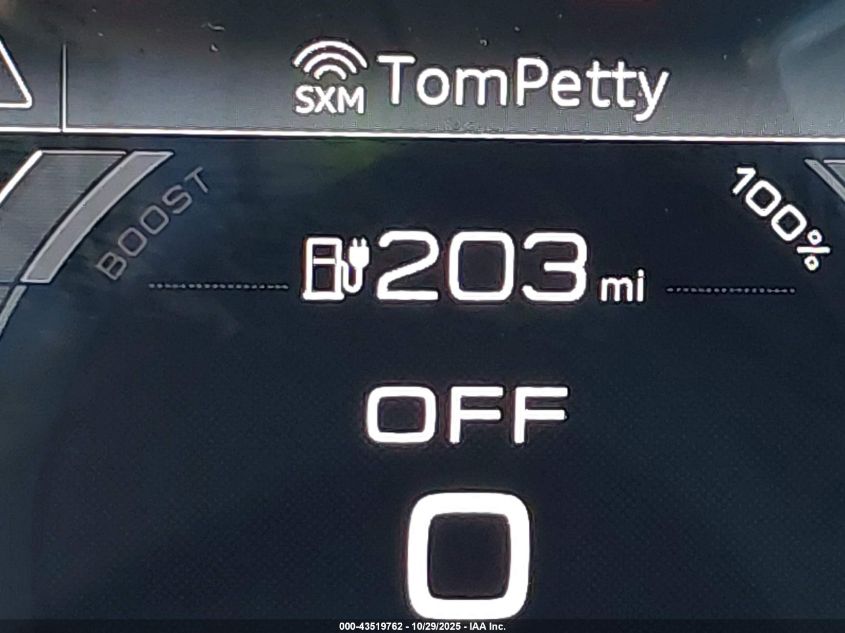 SXM TomPetty
BOOST
100%
203 mi
OFF
0
000-43519762 - 10/29/2025 - IAA Inc.